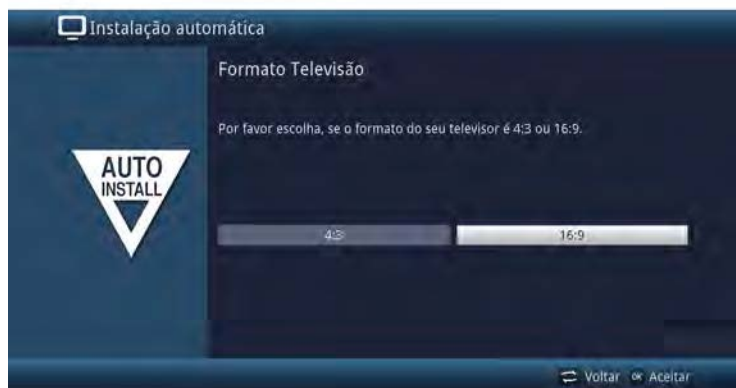 Instalação automática
Formato Televisão
Por favor escolha, se o formato do seu televisor é 4:3 ou 16:9.
AUTO
INSTALL
4:3
16:9
Voltar OK Aceitar